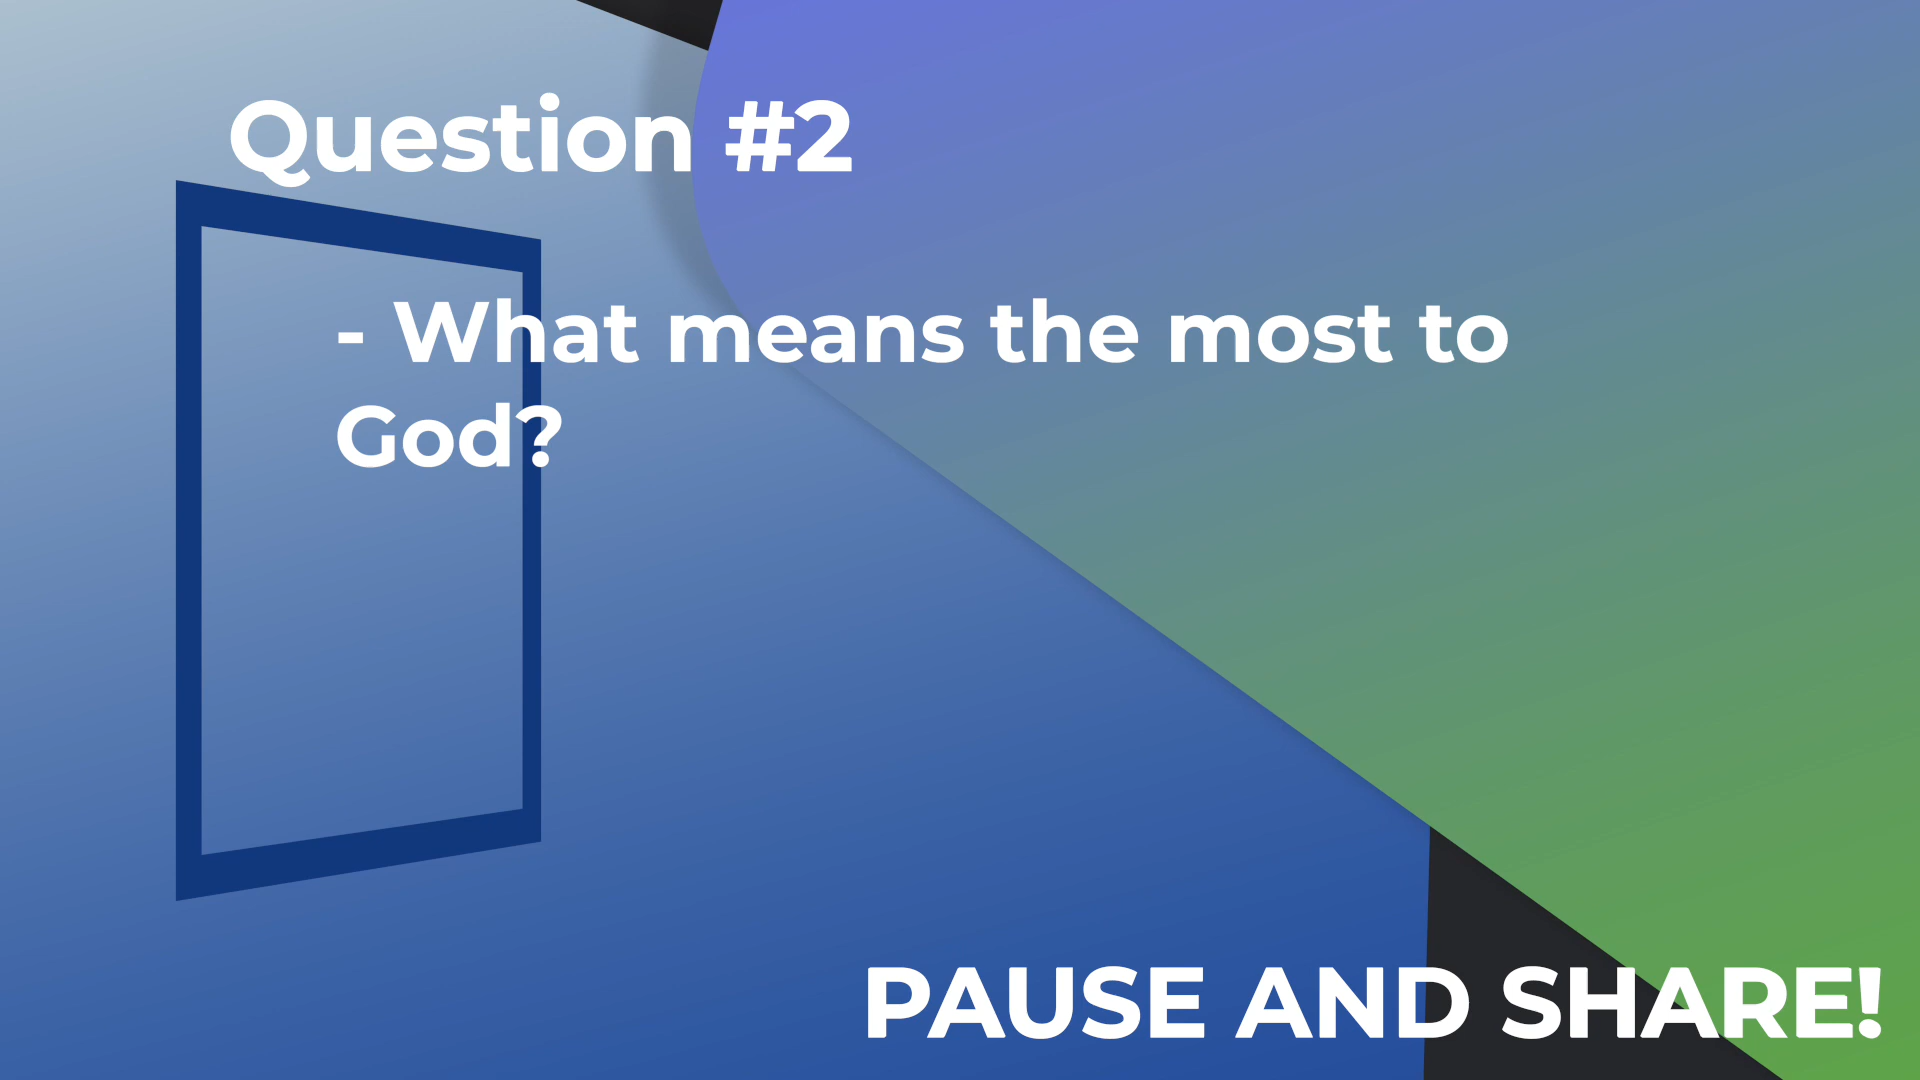 Question #2
- What means the most to
God?
PAUSE AND SHARE!